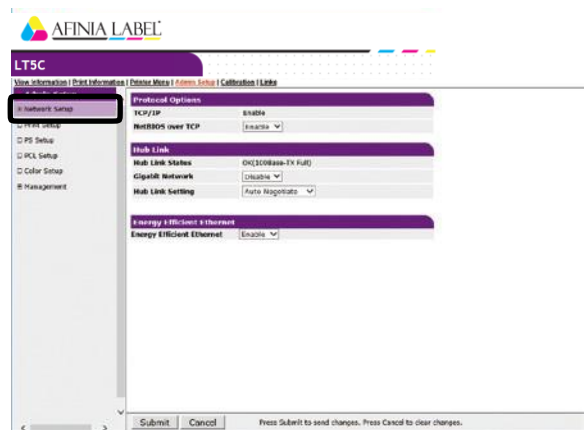 AFINIA LABEL
LT5C
View Information | Print Information | Printer Menu | Admin Setup | Calibration | Links
Network Setup
Print Setup
PS Setup
PCL Setup
Color Setup
Management
Protocol Options
TCP/IP Enable
NetBIOS over TCP Enable
Hub Link
Hub Link Status OK(100Base-TX Full)
Gigabit Network Disable
Hub Link Setting Auto Negotiate
Energy Efficient Ethernet
Energy Efficient Ethernet Enable
Submit Cancel Press Submit to send changes. Press Cancel to clear changes.